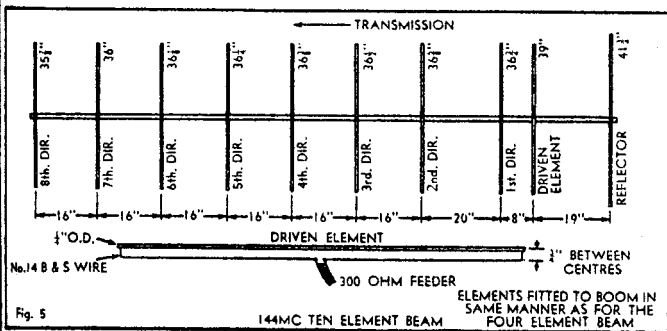 TRANSMISSION
35⅞"
36"
36⅛"
36¼"
36⅜"
36½"
36⅝"
36¾"
39"
8th. DIR.
7th. DIR.
6th. DIR.
5th. DIR.
4th. DIR.
3rd. DIR.
2nd. DIR.
1st. DIR.
DRIVEN
ELEMENT
REFLECTOR
16" 16" 16" 16" 16" 16" 20" 8" 19"
¼" O.D.
DRIVEN ELEMENT
BETWEEN
CENTRES
No.14 B & S WIRE
300 OHM FEEDER
ELEMENTS FITTED TO BOOM IN
SAME MANNER AS FOR THE
FOUR ELEMENT BEAM
Fig. 5
144MC TEN ELEMENT BEAM